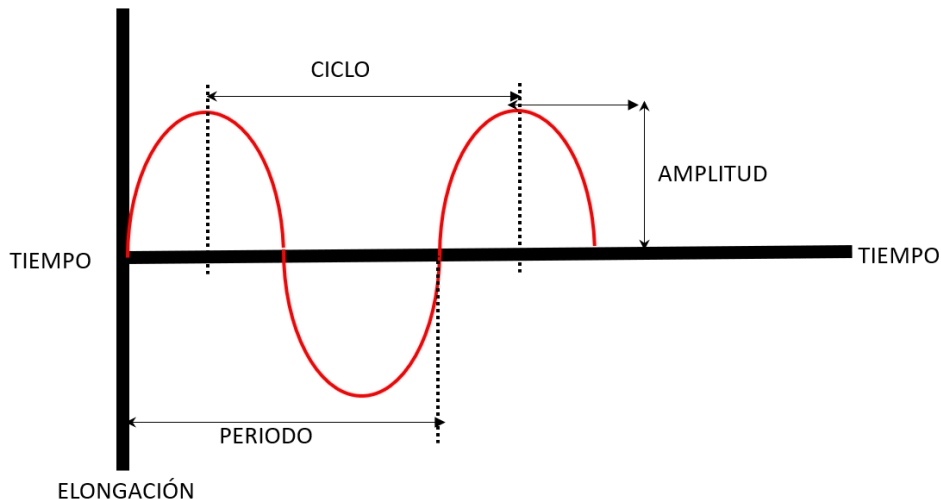 CICLO
AMPLITUD
TIEMPO
TIEMPO
PERIODO
ELONGACIÓN